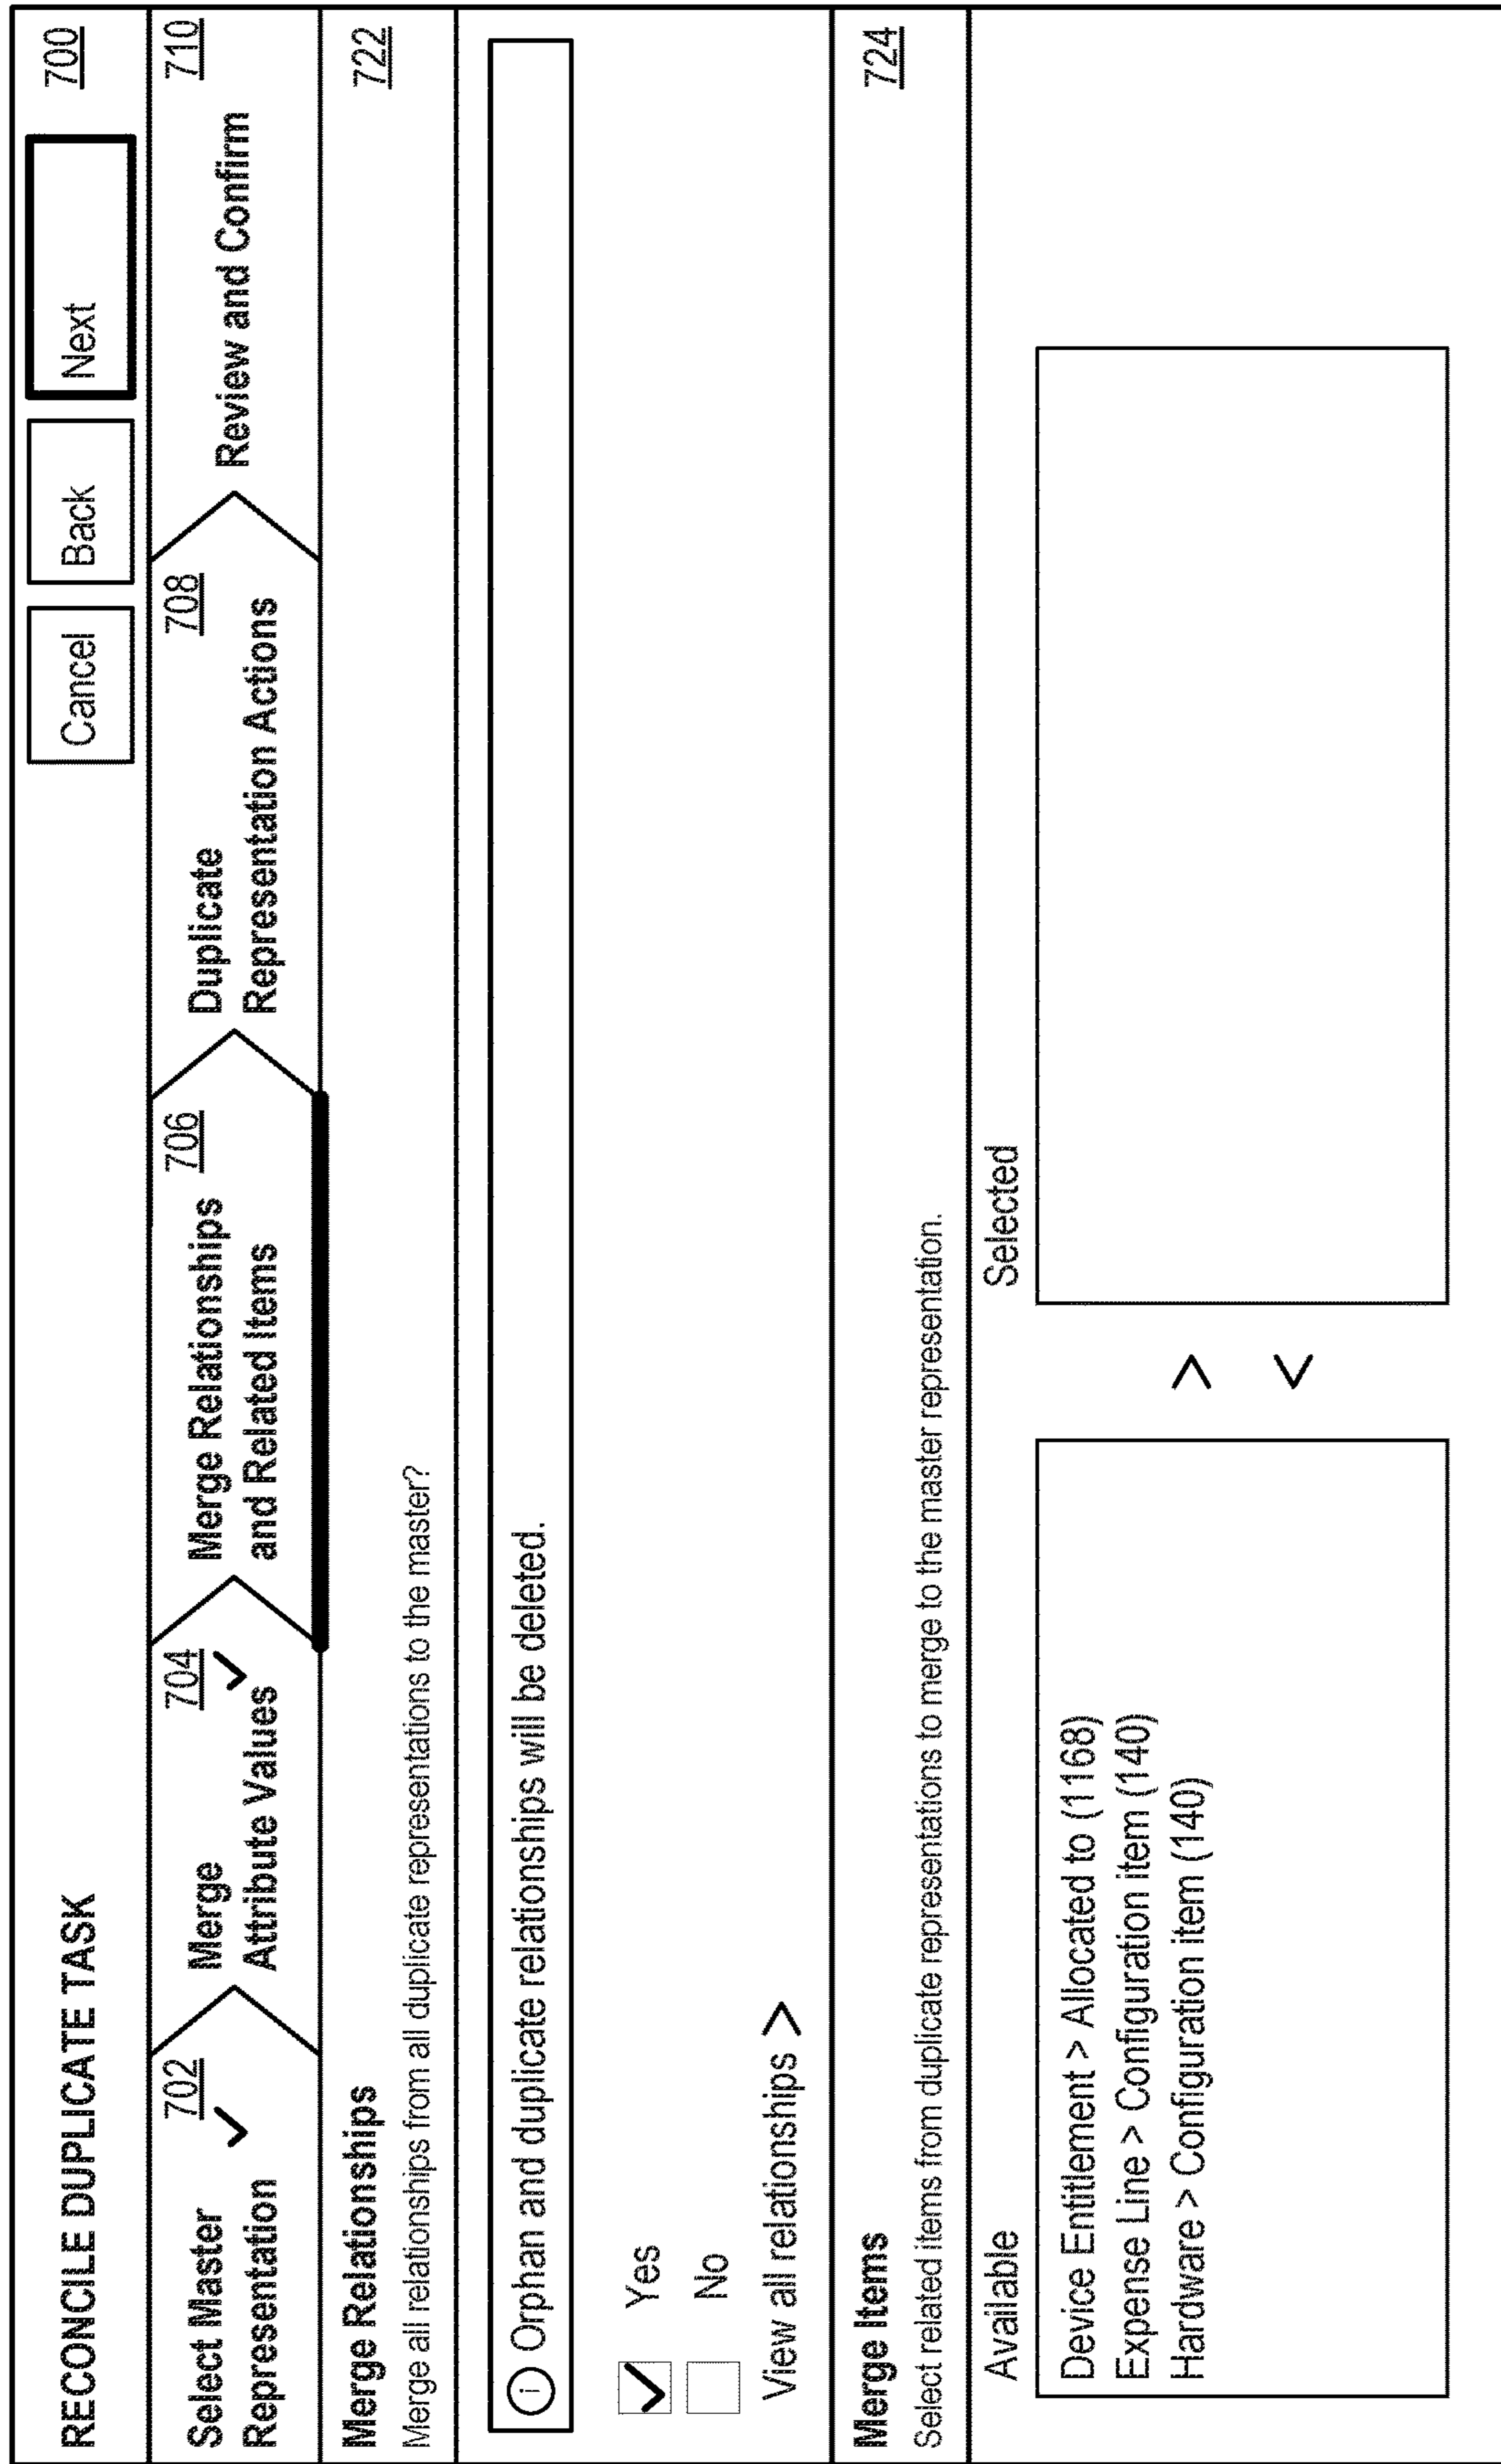 RECONCILE DUPLICATE TASK
Cancel
Back
Next
700
Select Master
Representation
702
Merge
Attribute Values
704
Merge Relationships
and Related Items
706
Duplicate
Representation Actions
708
Review and Confirm
710
Merge Relationships
722
Merge all relationships from all duplicate representations to the master?
i Orphan and duplicate relationships will be deleted.
Yes
No
View all relationships >
Merge Items
724
Select related items from duplicate representations to merge to the master representation.
Available
Selected
Device Entitlement > Allocated to (1168)
Expense Line > Configuration item (140)
Hardware > Configuration item (140)